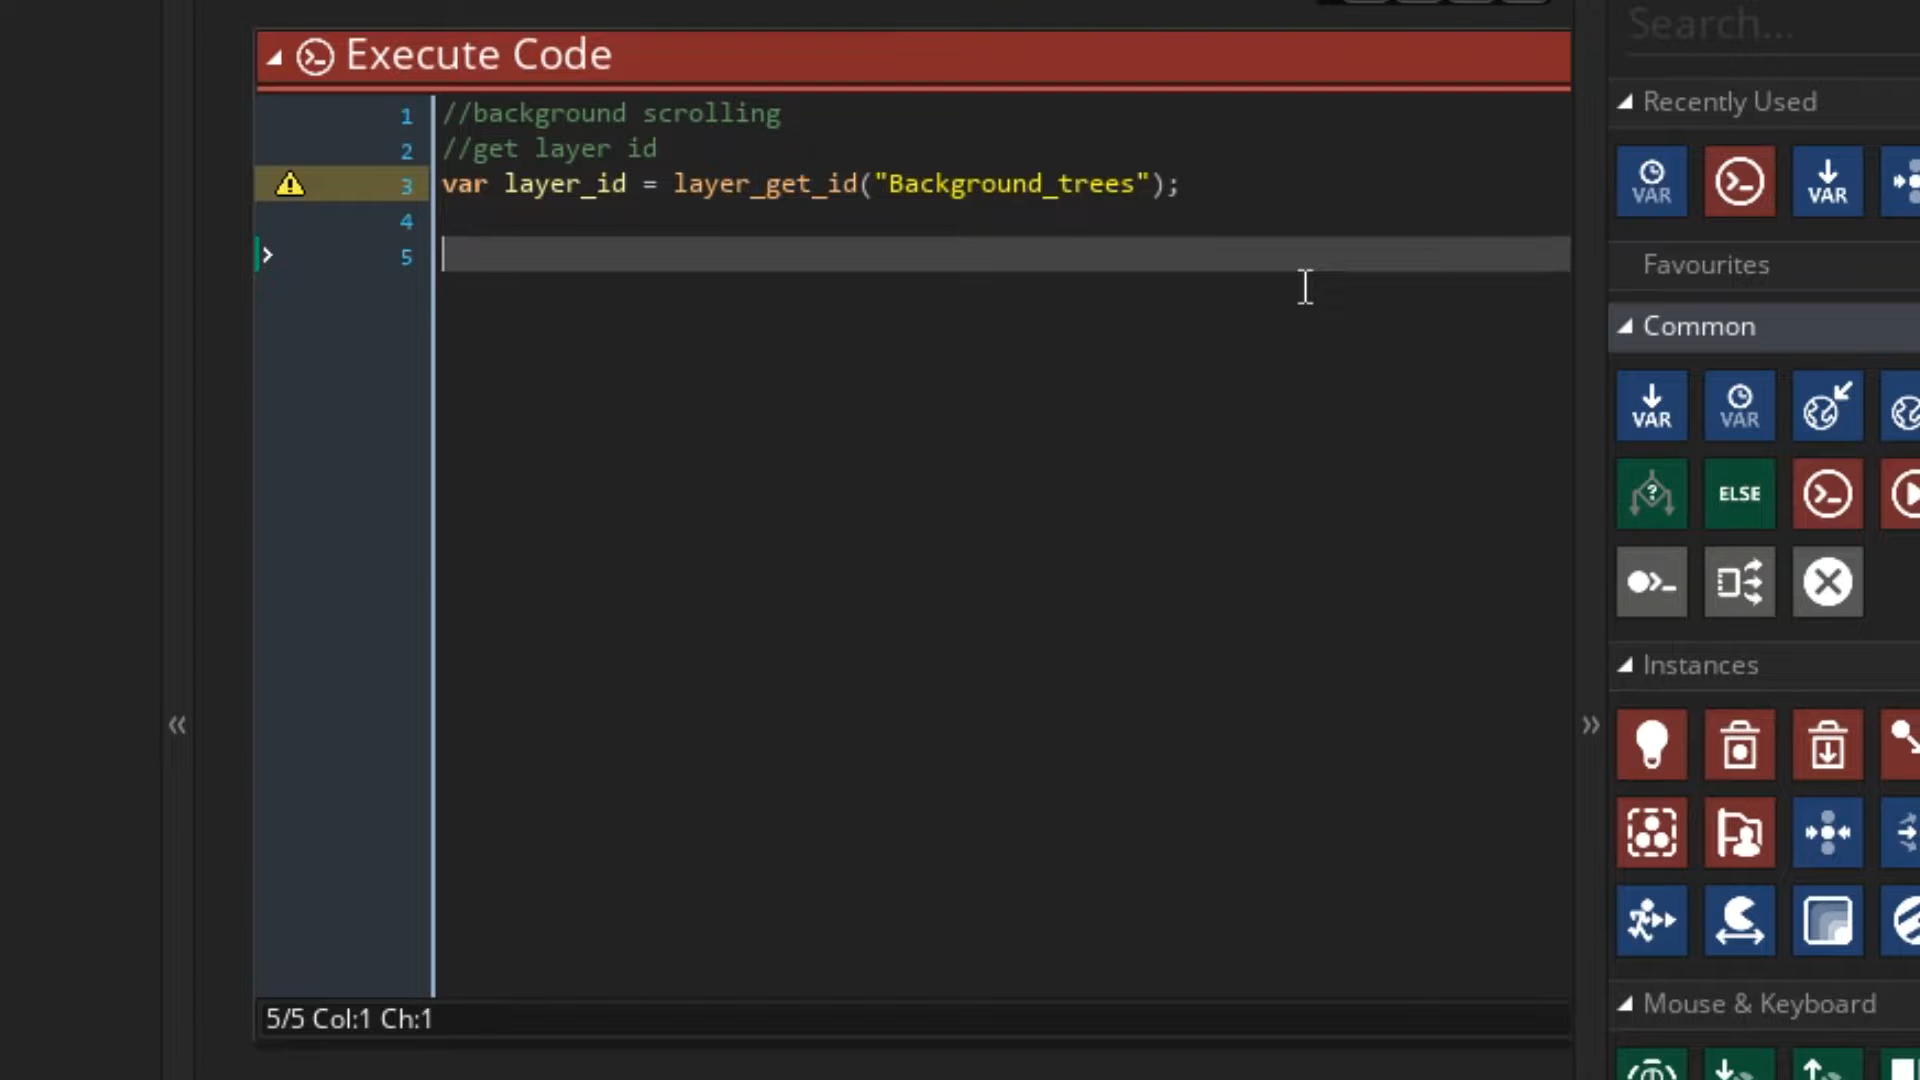 Search...
Execute Code
1 //background scrolling
2 //get layer id
3 var layer_id = layer_get_id("Background_trees");
4
5
5/5 Col:1 Ch:1
Recently Used
VAR
VAR
Favourites
Common
VAR
VAR
ELSE
Instances
Mouse & Keyboard